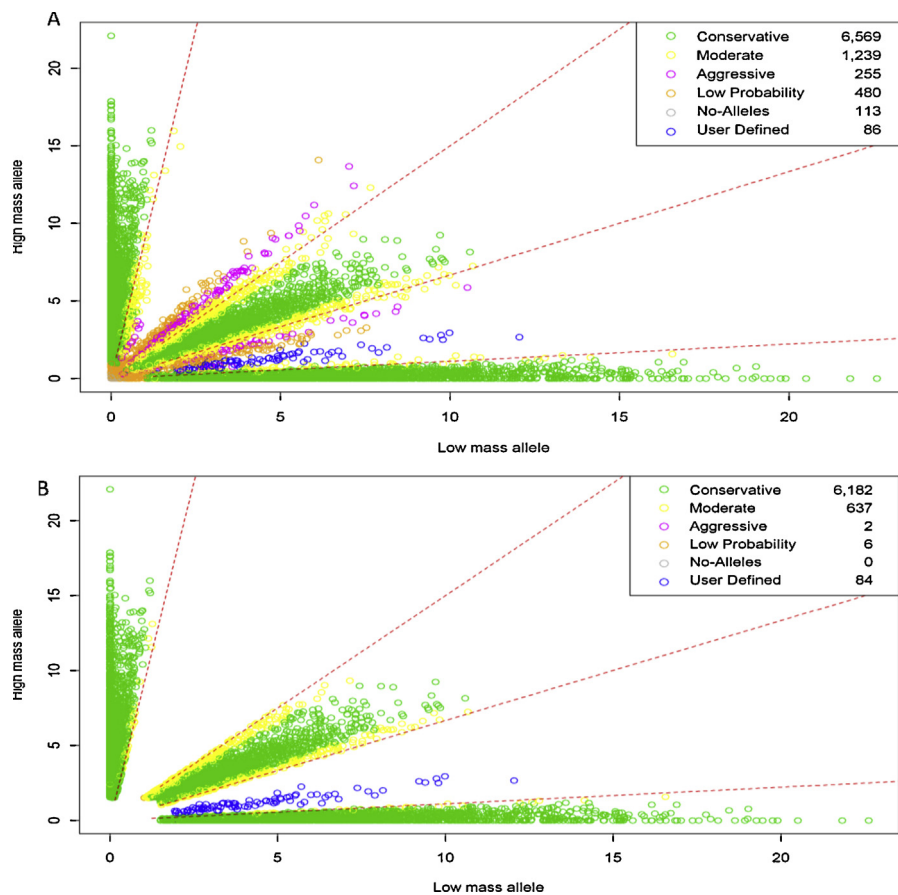 A
Conservative 6,569
Moderate 1,239
Aggressive 255
Low Probability 480
No-Alleles 113
User Defined 86
High mass allele
20
15
10
5
0
0 5 10 15 20
Low mass allele
B
Conservative 6,182
Moderate 637
Aggressive 2
Low Probability 6
No-Alleles 0
User Defined 84
High mass allele
20
15
10
5
0
0 5 10 15 20
Low mass allele